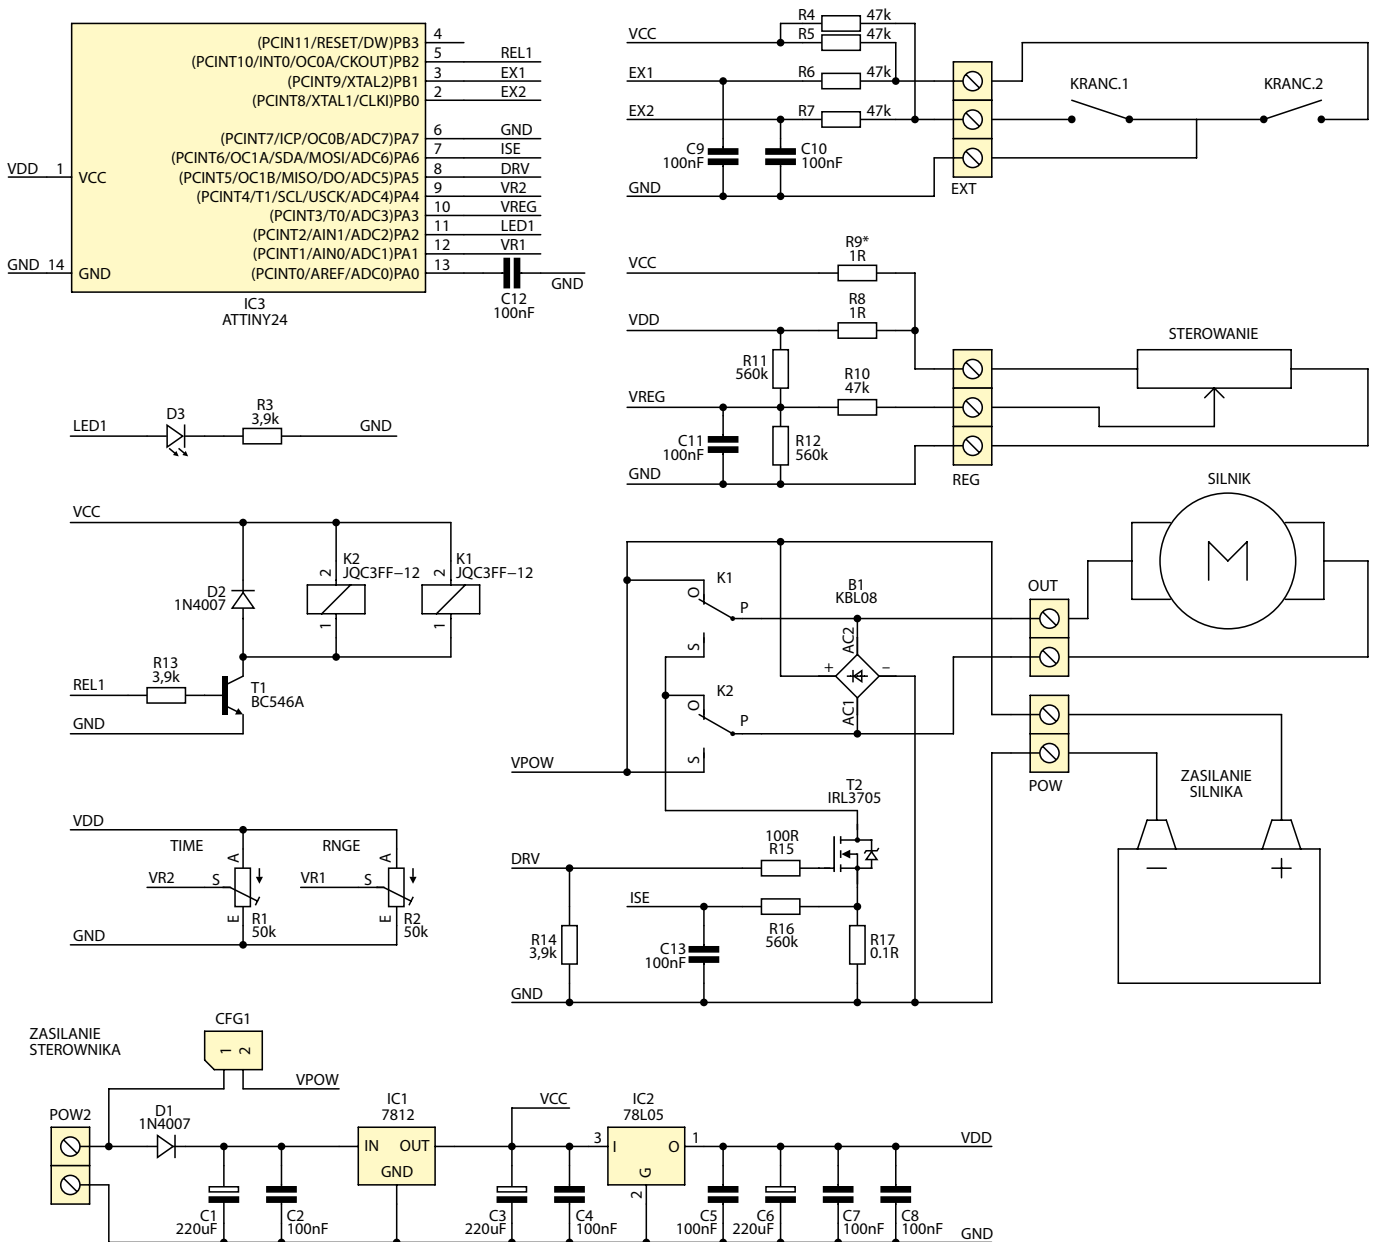 (PCIN11/RESET/DW)PB3 4
(PCINT10/INT0/OC0A/CKOUT)PB2 5 REL1
(PCINT9/XTAL2)PB1 3 EX1
(PCINT8/XTAL1/CLKI)PB0 2 EX2
(PCINT7/ICP/OC0B/ADC7)PA7 6 GND
(PCINT6/OC1A/SDA/MOSI/ADC6)PA6 7 ISE
VDD 1 VCC (PCINT5/OC1B/MISO/DO/ADC5)PA5 8 DRV
(PCINT4/T1/SCL/USCK/ADC4)PA4 9 VR2
(PCINT3/T0/ADC3)PA3 10 VREG
(PCINT2/AIN1/ADC2)PA2 11 LED1
(PCINT1/AIN0/ADC1)PA1 12 VR1
GND 14 GND (PCINT0/AREF/ADC0)PA0 13
GND
C12
100nF
IC3
ATTINY24
R4 47k
VCC R5 47k
EX1 R6 47k
EX2 R7 47k
KRANC.1 KRANC.2
C9
100nF
C10
100nF
GND
EXT
R9*
1R
VCC
R8
1R
VDD
STEROWANIE
R11
560k
R10
47k
VREG
C11
100nF
R12
560k
GND
REG
LED1 D3 R3
3,9k
GND
VCC
K2
JQC3FF–12
2
1
K1
JQC3FF–12
2
1
D2
1N4007
R13
3,9k
REL1
T1
BC546A
GND
SILNIK
M
K1
O
P
S
B1
KBL08
AC2
+ –
AC1
OUT
K2
O
P
S
VPOW
POW
ZASILANIE
SILNIKA
– +
T2
IRL3705
DRV
100R
R15
ISE
R16
560k
R14
3,9k
C13
100nF
R17
0.1R
GND
VDD
TIME RNGE
A
VR2 S
E
R1
50k
A
VR1 S
E
R2
50k
GND
ZASILANIE
STEROWNIKA
CFG1
1 2
VPOW
POW2
D1
1N4007
IC1
7812
IN OUT
GND
VCC
IC2
78L05
3 I O 1
G
2
VDD
C1
220uF
C2
100nF
C3
220uF
C4
100nF
C5
100nF
C6
220uF
C7
100nF
C8
100nF
GND